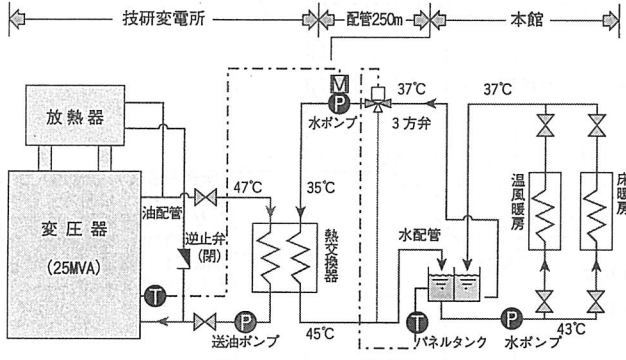 技研変電所
配管250m
本館
放熱器
変圧器
(25MVA)
油配管
逆止弁
(閉)
T
47℃
35℃
M
P
水ポンプ
3方弁
37℃
37℃
熱交換器
水配管
温風暖房
床暖房
P
送油ポンプ
45℃
T
パネルタンク
P
水ポンプ
43℃